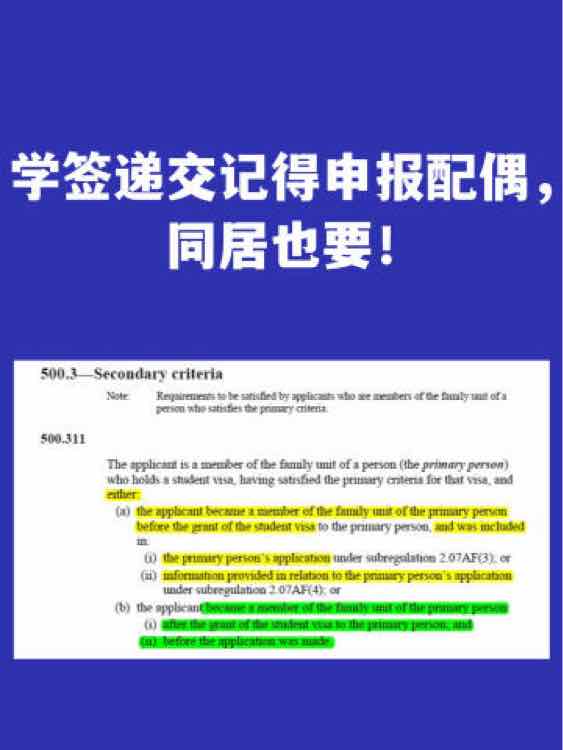 学签递交记得申报配偶，
同居也要！
500.3—Secondary criteria
Note: Requirements to be satisfied by applicants who are members of the family unit of a
person who satisfies the primary criteria.
500.311
The applicant is a member of the family unit of a person (the primary person)
who holds a student visa, having satisfied the primary criteria for that visa, and
either:
(a) the applicant became a member of the family unit of the primary person
before the grant of the student visa to the primary person, and was included
in:
(i) the primary person's application under subregulation 2.07AF(3); or
(ii) information provided in relation to the primary person's application
under subregulation 2.07AF(4); or
(b) the applicant became a member of the family unit of the primary person
(i) after the grant of the student visa to the primary person; and
(ii) before the application was made.